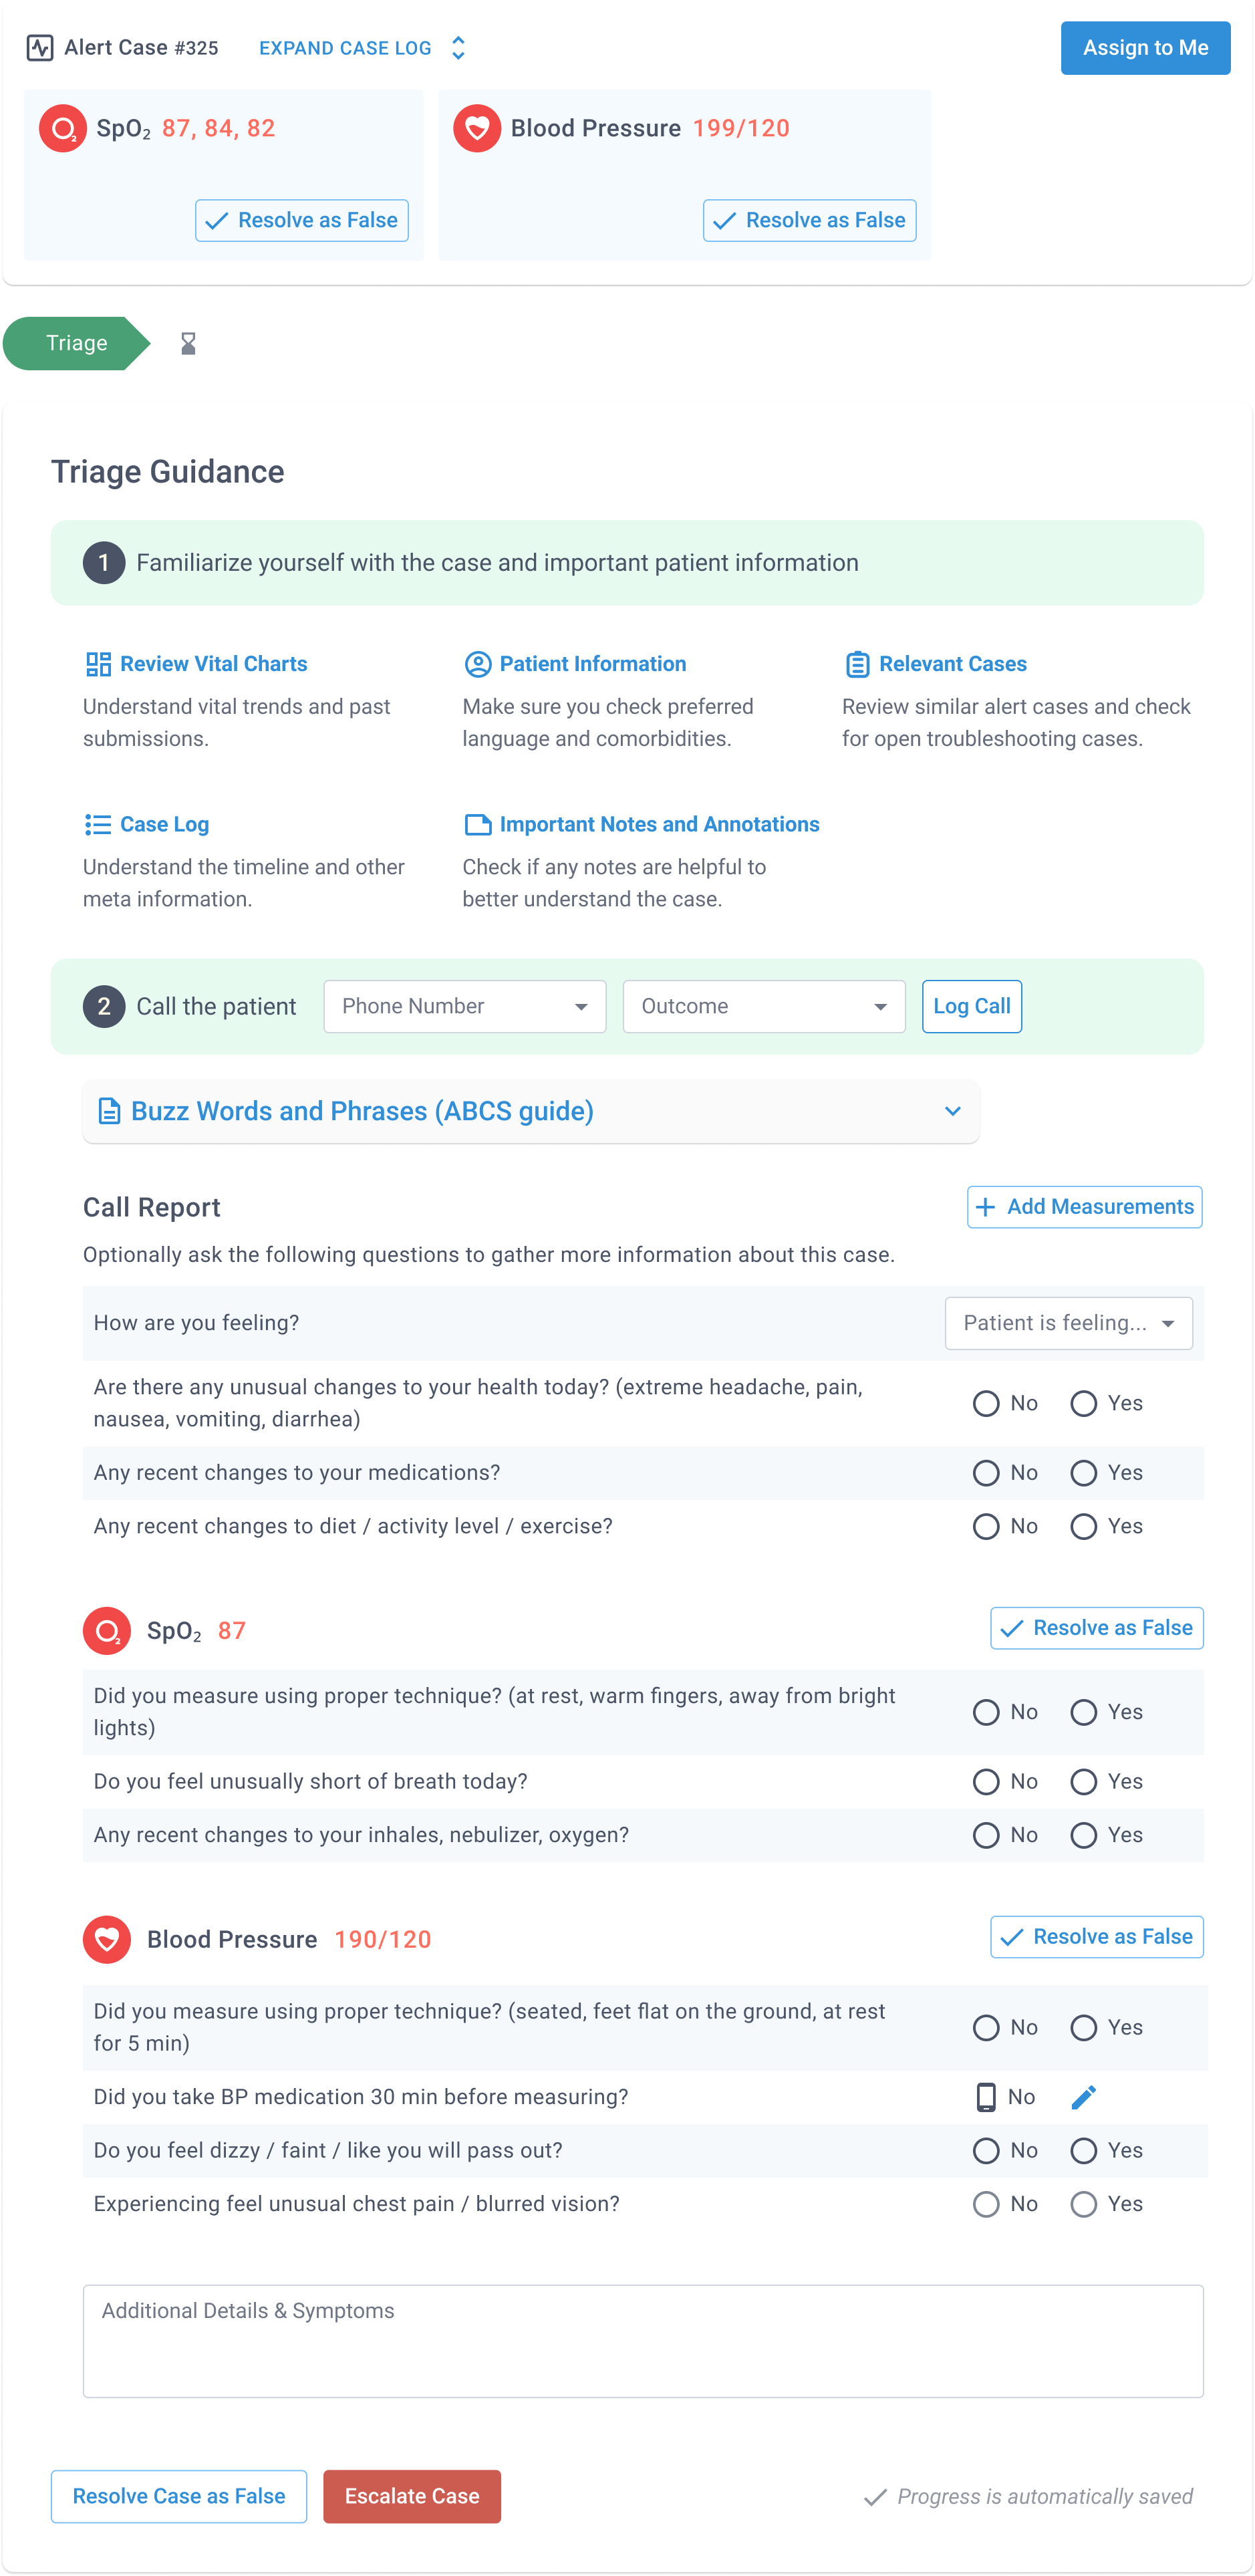 Alert Case #325
EXPAND CASE LOG
Assign to Me
SpO₂ 87, 84, 82
Resolve as False
Blood Pressure 199/120
Resolve as False
Triage
Triage Guidance
1 Familiarize yourself with the case and important patient information
Review Vital Charts
Understand vital trends and past
submissions.
Patient Information
Make sure you check preferred
language and comorbidities.
Relevant Cases
Review similar alert cases and check
for open troubleshooting cases.
Case Log
Understand the timeline and other
meta information.
Important Notes and Annotations
Check if any notes are helpful to
better understand the case.
2 Call the patient
Phone Number
Outcome
Log Call
Buzz Words and Phrases (ABCS guide)
Call Report
Add Measurements
Optionally ask the following questions to gather more information about this case.
How are you feeling?
Patient is feeling...
Are there any unusual changes to your health today? (extreme headache, pain,
nausea, vomiting, diarrhea)
No Yes
Any recent changes to your medications?
No Yes
Any recent changes to diet / activity level / exercise?
No Yes
SpO₂ 87
Resolve as False
Did you measure using proper technique? (at rest, warm fingers, away from bright
lights)
No Yes
Do you feel unusually short of breath today?
No Yes
Any recent changes to your inhales, nebulizer, oxygen?
No Yes
Blood Pressure 190/120
Resolve as False
Did you measure using proper technique? (seated, feet flat on the ground, at rest
for 5 min)
No Yes
Did you take BP medication 30 min before measuring?
No
Do you feel dizzy / faint / like you will pass out?
No Yes
Experiencing feel unusual chest pain / blurred vision?
No Yes
Additional Details & Symptoms
Resolve Case as False
Escalate Case
Progress is automatically saved